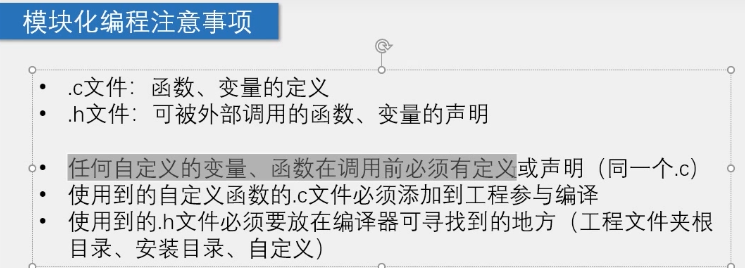 模块化编程注意事项
• .c文件：函数、变量的定义
• .h文件：可被外部调用的函数、变量的声明
• 任何自定义的变量、函数在调用前必须有定义或声明（同一个.c）
• 使用到的自定义函数的.c文件必须添加到工程参与编译
• 使用到的.h文件必须要放在编译器可寻找到的地方（工程文件夹根
目录、安装目录、自定义）